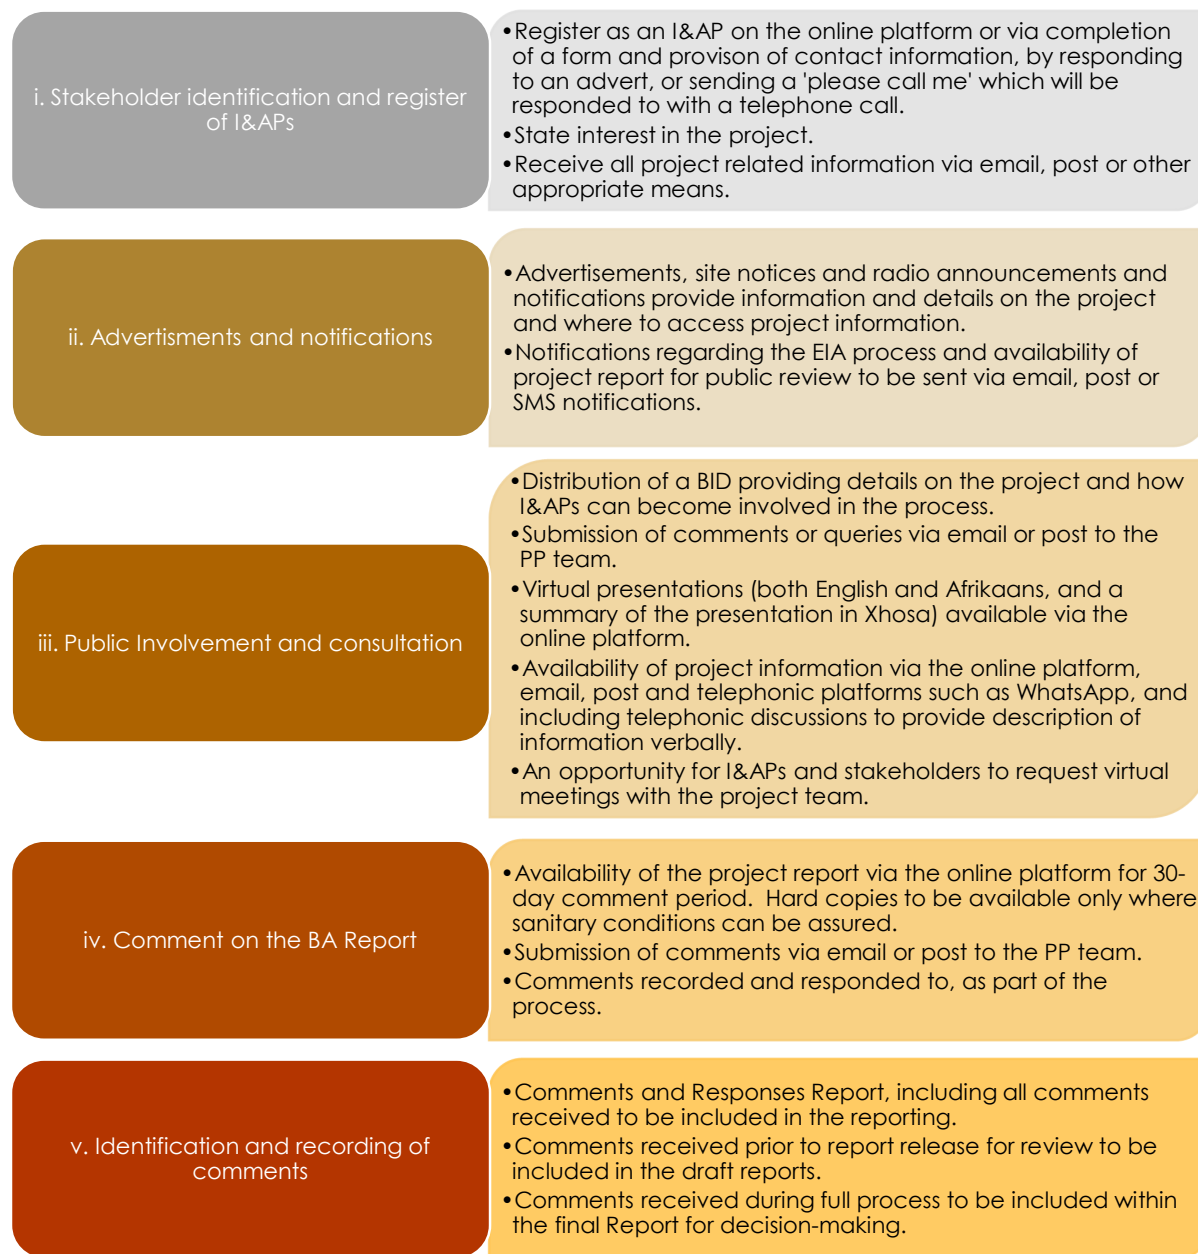 i. Stakeholder identification and register
of I&APs
•Register as an I&AP on the online platform or via completion
of a form and provison of contact information, by responding
to an advert, or sending a 'please call me' which will be
responded to with a telephone call.
•State interest in the project.
•Receive all project related information via email, post or other
appropriate means.
ii. Advertisments and notifications
•Advertisements, site notices and radio announcements and
notifications provide information and details on the project
and where to access project information.
•Notifications regarding the EIA process and availability of
project report for public review to be sent via email, post or
SMS notifications.
iii. Public Involvement and consultation
•Distribution of a BID providing details on the project and how
I&APs can become involved in the process.
•Submission of comments or queries via email or post to the
PP team.
•Virtual presentations (both English and Afrikaans, and a
summary of the presentation in Xhosa) available via the
online platform.
•Availability of project information via the online platform,
email, post and telephonic platforms such as WhatsApp, and
including telephonic discussions to provide description of
information verbally.
•An opportunity for I&APs and stakeholders to request virtual
meetings with the project team.
iv. Comment on the BA Report
•Availability of the project report via the online platform for 30-
day comment period.  Hard copies to be available only where
sanitary conditions can be assured.
•Submission of comments via email or post to the PP team.
•Comments recorded and responded to, as part of the
process.
v. Identification and recording of
comments
•Comments and Responses Report, including all comments
received to be included in the reporting.
•Comments received prior to report release for review to be
included in the draft reports.
•Comments received during full process to be included within
the final Report for decision-making.